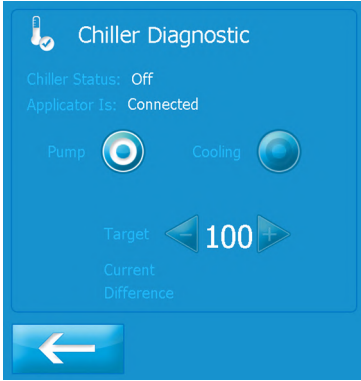 Chiller Diagnostic
Chiller Status: Off
Applicator Is: Connected
Pump Cooling
Target - 100 +
Current
Difference